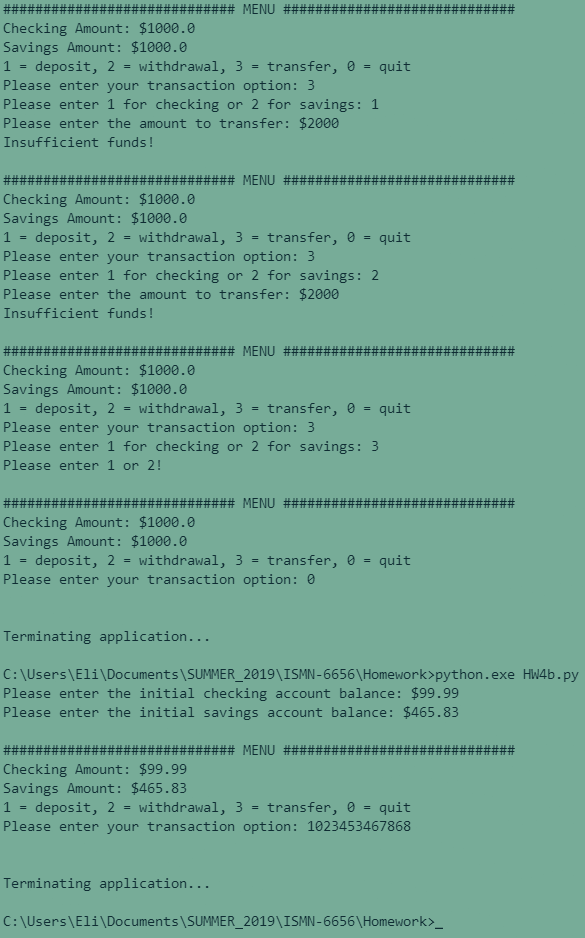 ############################# MENU #############################
Checking Amount: $1000.0
Savings Amount: $1000.0
1 = deposit, 2 = withdrawal, 3 = transfer, 0 = quit
Please enter your transaction option: 3
Please enter 1 for checking or 2 for savings: 1
Please enter the amount to transfer: $2000
Insufficient funds!
############################# MENU #############################
Checking Amount: $1000.0
Savings Amount: $1000.0
1 = deposit, 2 = withdrawal, 3 = transfer, 0 = quit
Please enter your transaction option: 3
Please enter 1 for checking or 2 for savings: 2
Please enter the amount to transfer: $2000
Insufficient funds!
############################# MENU #############################
Checking Amount: $1000.0
Savings Amount: $1000.0
1 = deposit, 2 = withdrawal, 3 = transfer, 0 = quit
Please enter your transaction option: 3
Please enter 1 for checking or 2 for savings: 3
Please enter 1 or 2!
############################# MENU #############################
Checking Amount: $1000.0
Savings Amount: $1000.0
1 = deposit, 2 = withdrawal, 3 = transfer, 0 = quit
Please enter your transaction option: 0
Terminating application...
C:\Users\Eli\Documents\SUMMER_2019\ISMN-6656\Homework>python.exe HW4b.py
Please enter the initial checking account balance: $99.99
Please enter the initial savings account balance: $465.83
############################# MENU #############################
Checking Amount: $99.99
Savings Amount: $465.83
1 = deposit, 2 = withdrawal, 3 = transfer, 0 = quit
Please enter your transaction option: 1023453467868
Terminating application...
C:\Users\Eli\Documents\SUMMER_2019\ISMN-6656\Homework>_